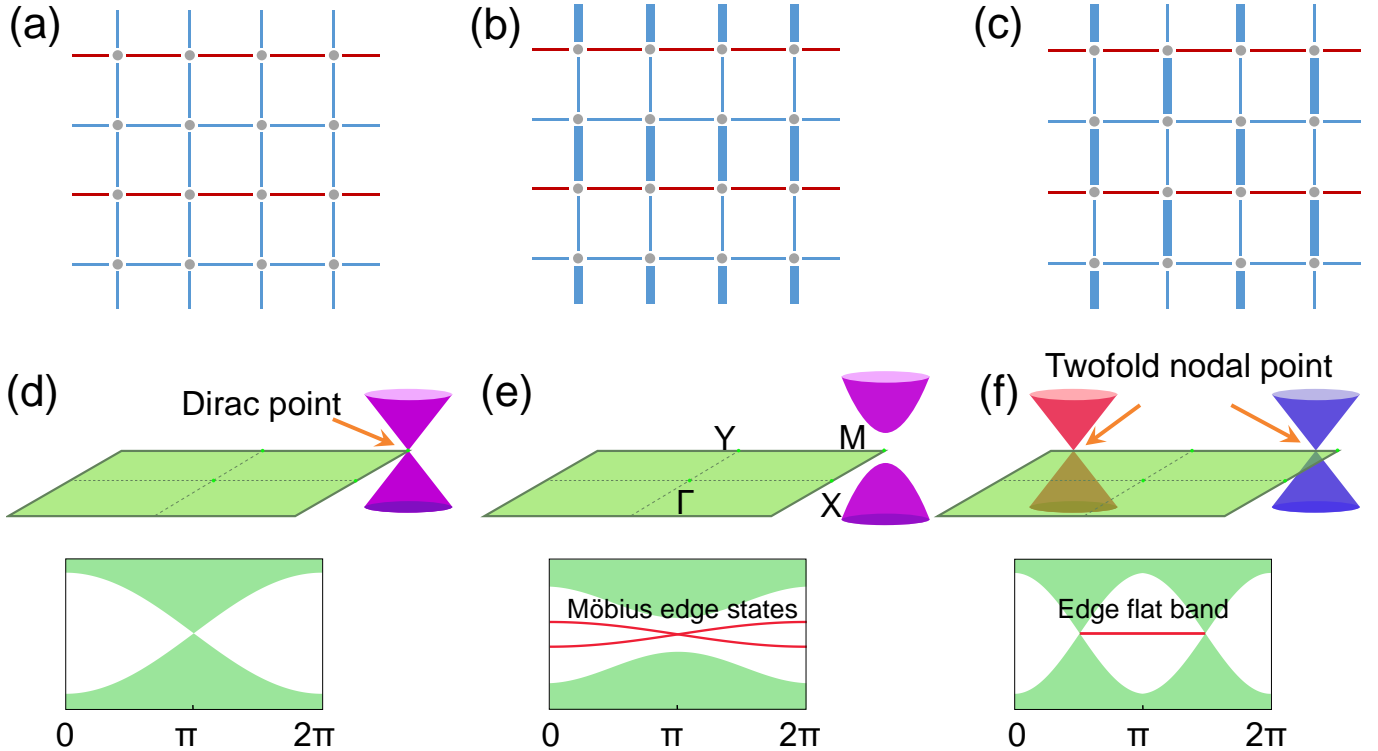 (a)
(b)
(c)
(d)
Dirac point
(e)
Y
M
Γ
X
(f)
Twofold nodal point
0
π
2π
Möbius edge states
0
π
2π
Edge flat band
0
π
2π